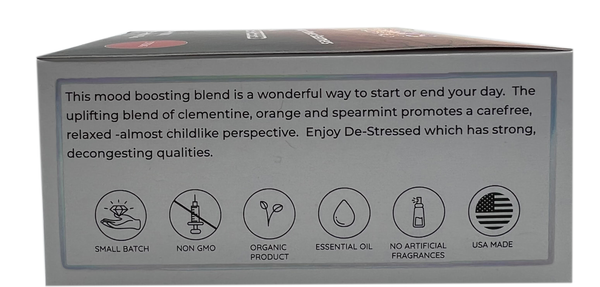 This mood boosting blend is a wonderful way to start or end your day. The
uplifting blend of clementine, orange and spearmint promotes a carefree,
relaxed -almost childlike perspective. Enjoy De-Stressed which has strong,
decongesting qualities.
SMALL BATCH
NON GMO
ORGANIC
PRODUCT
ESSENTIAL OIL
NO ARTIFICIAL
FRAGRANCES
USA MADE